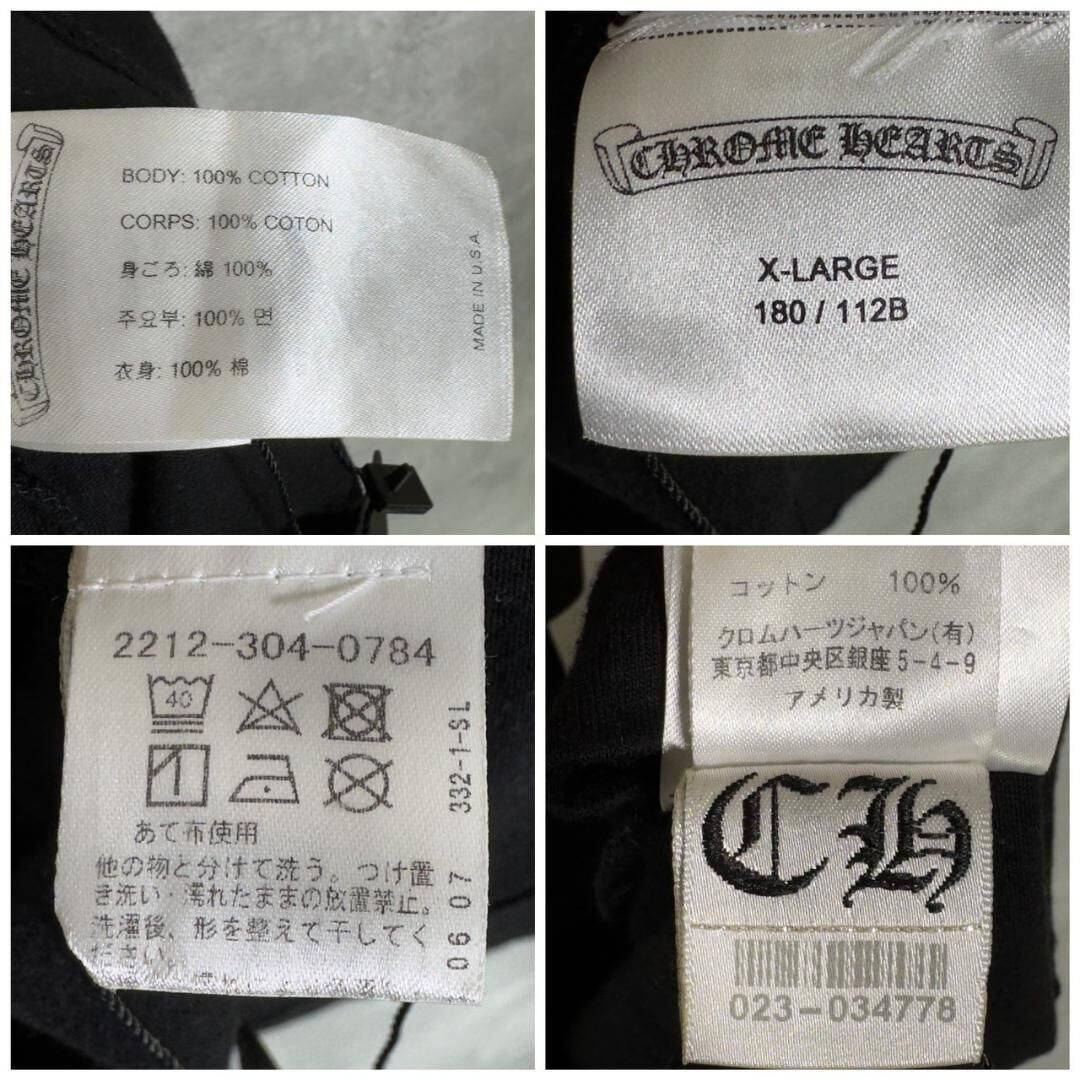 CHROME HEARTS
BODY: 100% COTTON
CORPS: 100% COTON
身ごろ: 綿 100%
주요부: 100% 면
衣身: 100% 棉
MADE IN U.S.A.
CHROME HEARTS
X-LARGE
180 / 112B
2212-304-0784
40
あて布使用
他の物と分けて洗う。つけ置
き洗い・濡れたままの放置禁止。
洗濯後、形を整えて干してく
ださい。
332-1-SL
06 07
コットン 100%
クロムハーツジャパン(有)
東京都中央区銀座5-4-9
アメリカ製
CH
023-034778